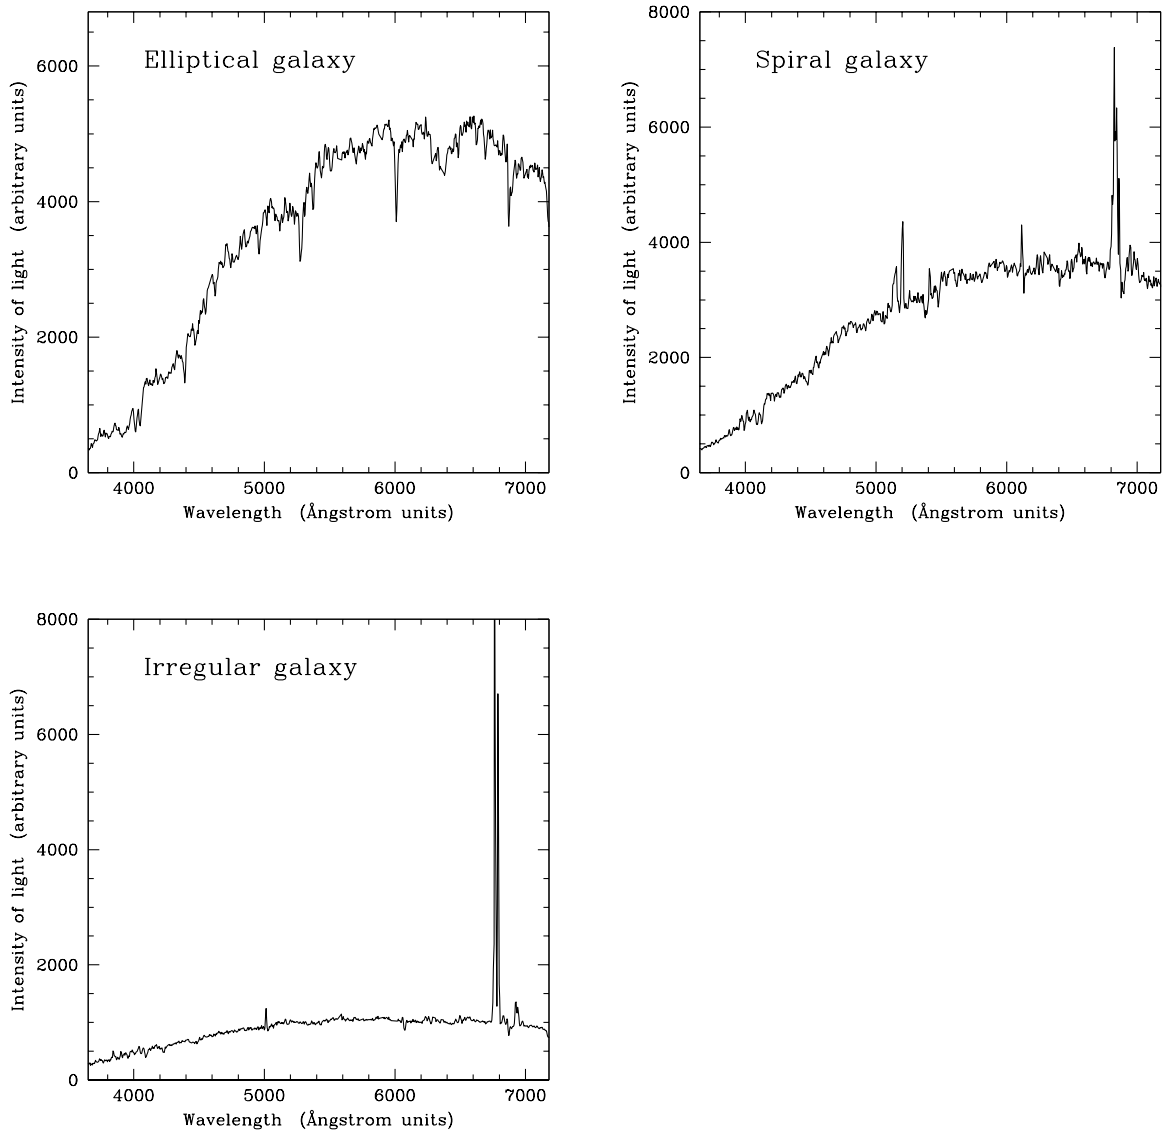 Elliptical galaxy
Intensity of light (arbitrary units)
6000
4000
2000
0
4000 5000 6000 7000
Wavelength (Ångstrom units)
Spiral galaxy
Intensity of light (arbitrary units)
8000
6000
4000
2000
0
4000 5000 6000 7000
Wavelength (Ångstrom units)
Irregular galaxy
Intensity of light (arbitrary units)
8000
6000
4000
2000
0
4000 5000 6000 7000
Wavelength (Ångstrom units)